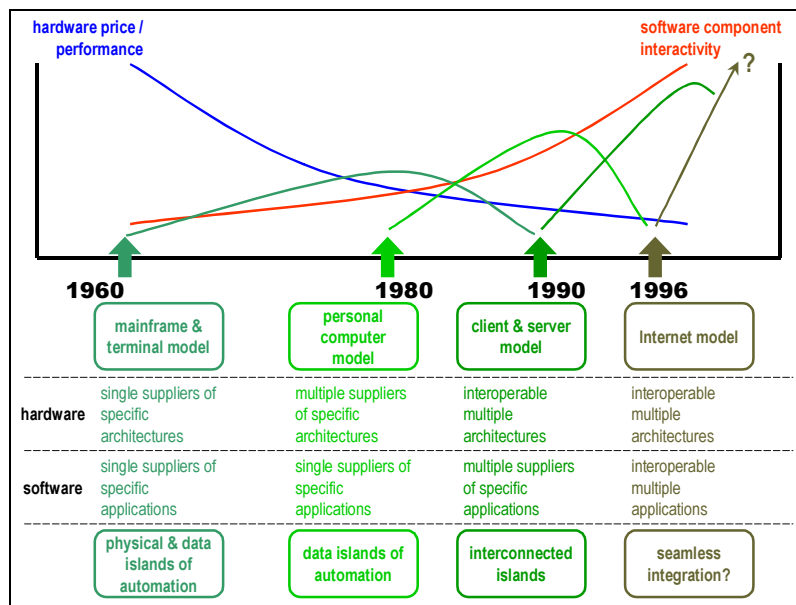 hardware price /
performance
software component
interactivity
?
1960
1980
1990
1996
mainframe &
terminal model
personal
computer
model
client & server
model
Internet model
hardware
single suppliers of
specific
architectures
multiple suppliers
of specific
architectures
interoperable
multiple
architectures
interoperable
multiple
architectures
software
single suppliers of
specific
applications
single suppliers of
specific
applications
multiple suppliers
of specific
applications
interoperable
multiple
applications
physical & data
islands of
automation
data islands of
automation
interconnected
islands
seamless
integration?